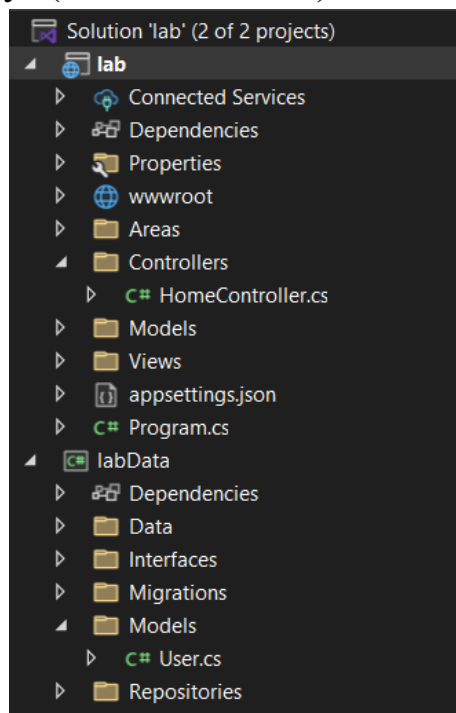 Solution 'lab' (2 of 2 projects)
lab
Connected Services
Dependencies
Properties
wwwroot
Areas
Controllers
C# HomeController.cs
Models
Views
appsettings.json
C# Program.cs
C# labData
Dependencies
Data
Interfaces
Migrations
Models
C# User.cs
Repositories